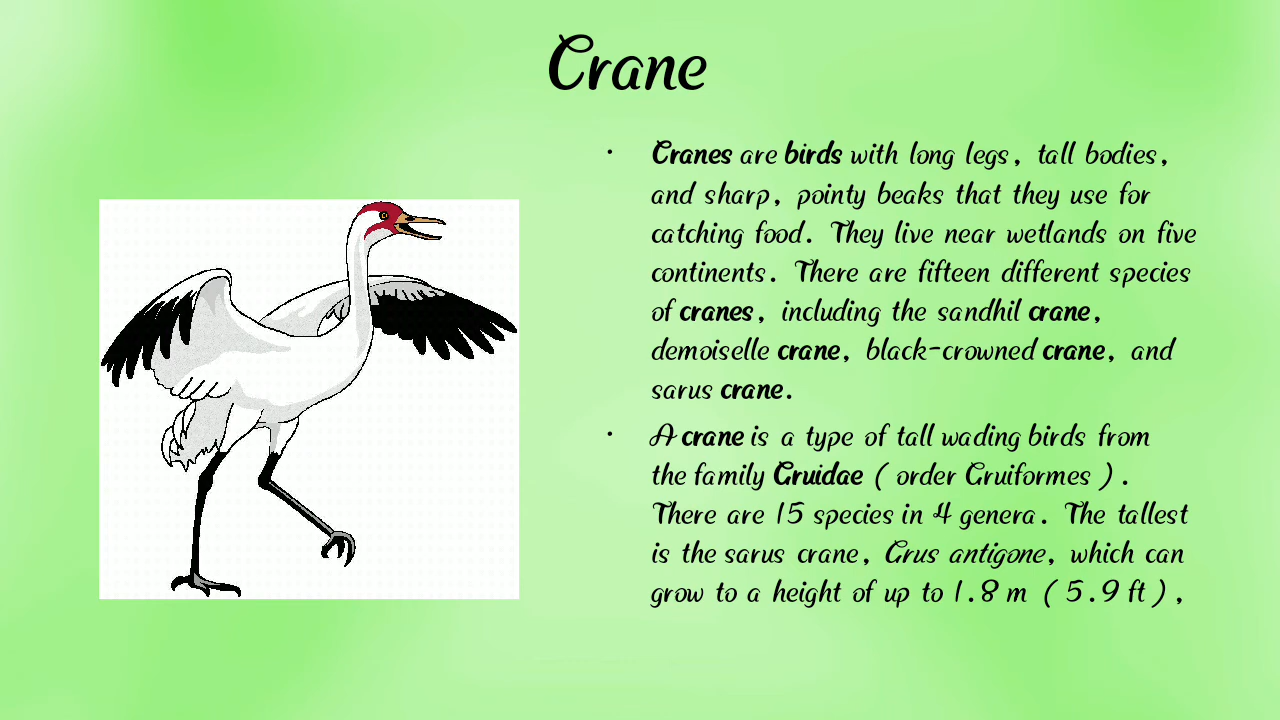 Crane
• Cranes are birds with long legs, tall bodies,
and sharp, pointy beaks that they use for
catching food. They live near wetlands on five
continents. There are fifteen different species
of cranes, including the sandhil crane,
demoiselle crane, black-crowned crane, and
sarus crane.
• A crane is a type of tall wading birds from
the family Gruidae (order Gruiformes).
There are 15 species in 4 genera. The tallest
is the sarus crane, Grus antigone, which can
grow to a height of up to 1.8 m (5.9 ft),